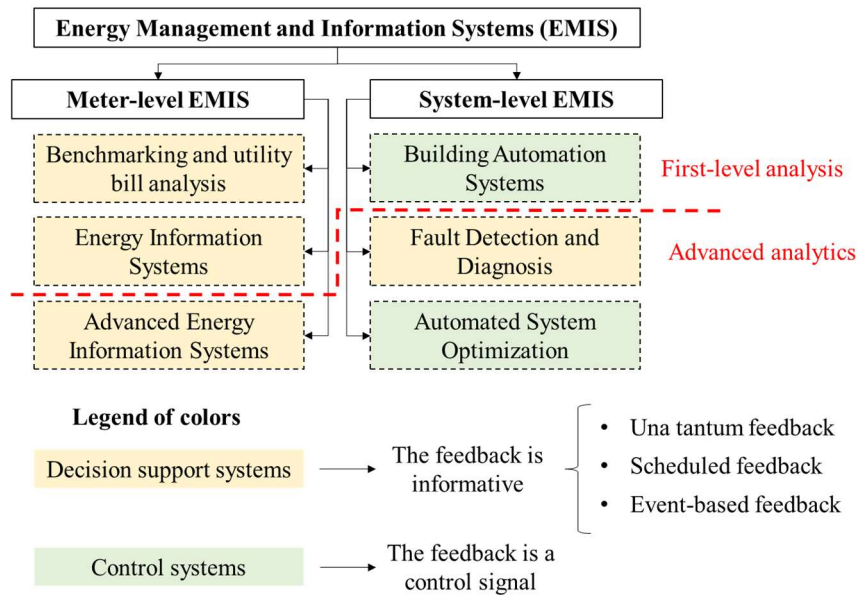 Energy Management and Information Systems (EMIS)
Meter-level EMIS
System-level EMIS
Benchmarking and utility
bill analysis
Building Automation
Systems
First-level analysis
Energy Information
Systems
Fault Detection and
Diagnosis
Advanced analytics
Advanced Energy
Information Systems
Automated System
Optimization
Legend of colors
Decision support systems
The feedback is
informative
• Una tantum feedback
• Scheduled feedback
• Event-based feedback
Control systems
The feedback is a
control signal